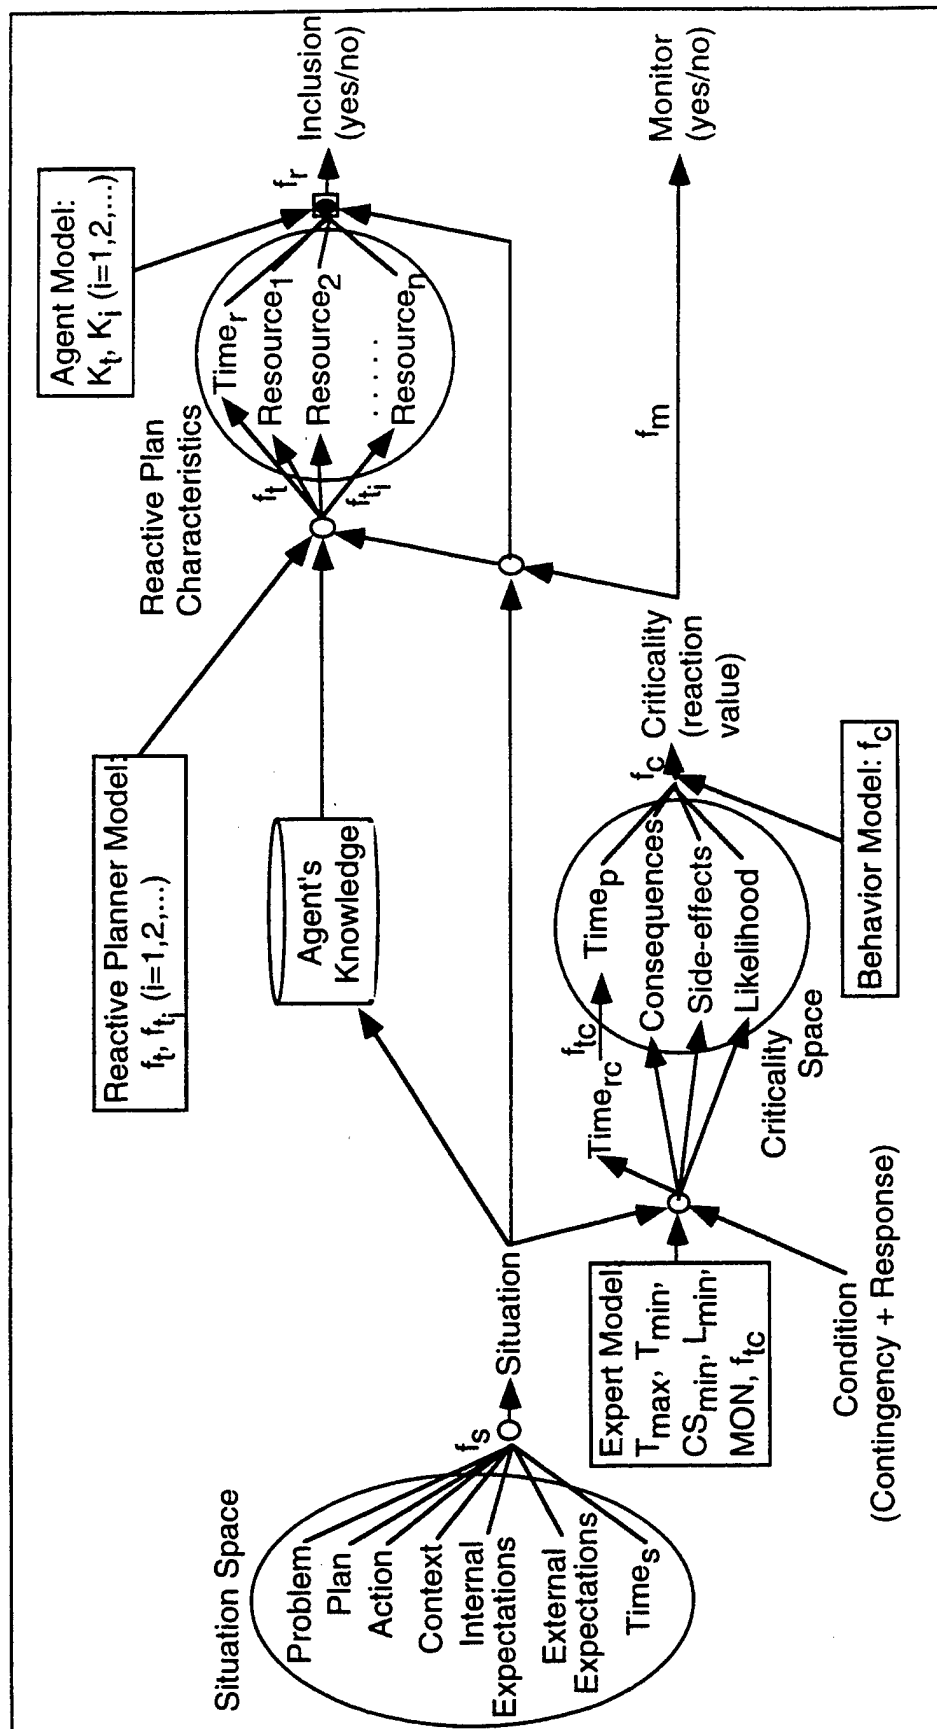 Situation Space
Problem
Plan
Action
Context
Internal
Expectations
External
Expectations
Time_s
f_s
Situation
Expert Model:
T_max, T_min,
CS_min, L_min,
MON, f_tc
Condition
(Contingency + Response)
Reactive Planner Model:
f_t, f_t_i (i=1,2,...)
Agent's
Knowledge
Time_rc
f_tc
Time_p
Consequences
Side-effects
Likelihood
Criticality
Space
f_c
Criticality
(reaction
value)
Behavior Model: f_c
Reactive Plan
Characteristics
f_t
f_t_i
Time_r
Resource_1
Resource_2
......
Resource_n
Agent Model:
K_t, K_i (i=1,2,...)
f_r
Inclusion
(yes/no)
f_m
Monitor
(yes/no)